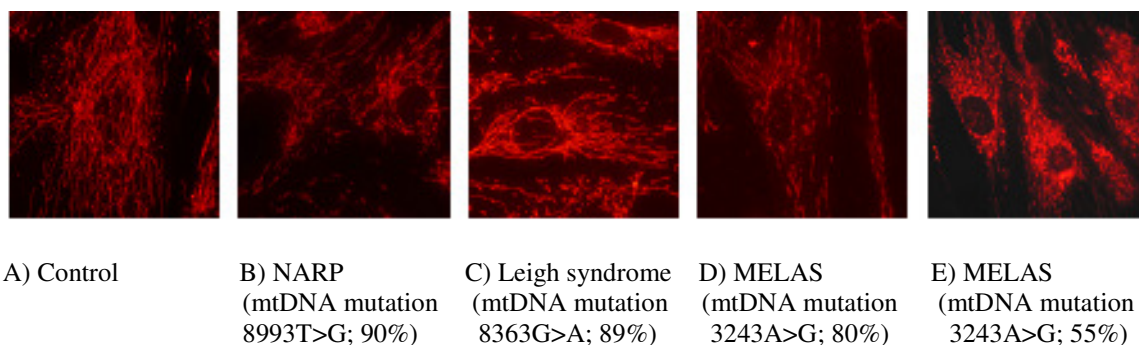 A) Control B) NARP C) Leigh syndrome D) MELAS E) MELAS
(mtDNA mutation (mtDNA mutation (mtDNA mutation (mtDNA mutation
8993T>G; 90%) 8363G>A; 89%) 3243A>G; 80%) 3243A>G; 55%)